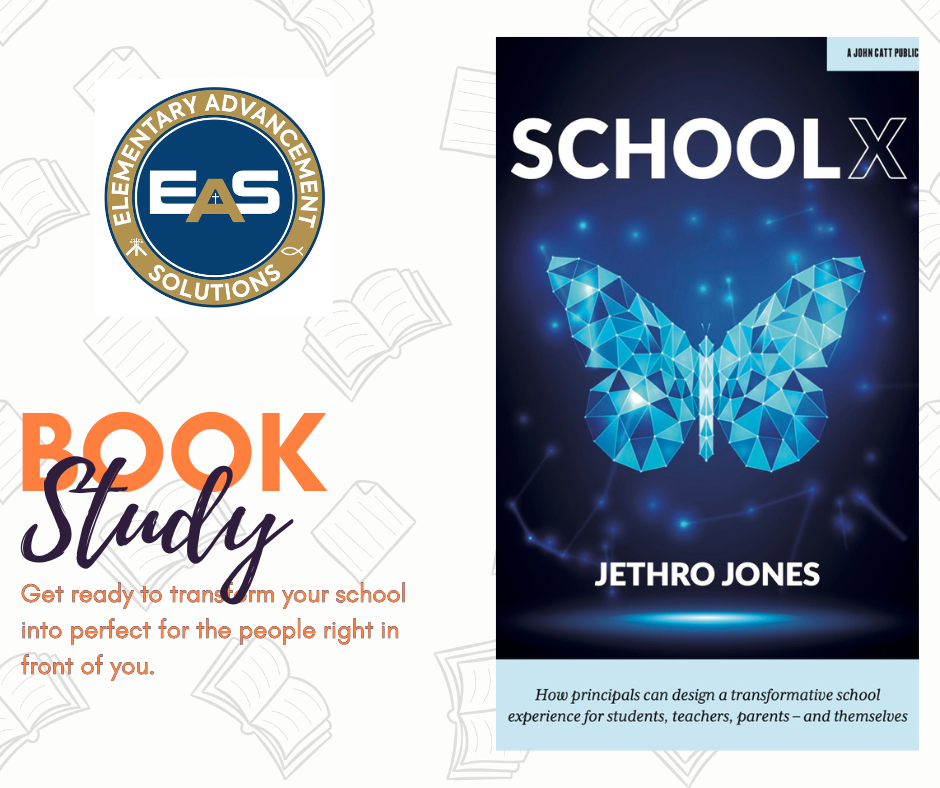 ELEMENTARY ADVANCEMENT
EAS
SOLUTIONS
BOOK
Study
Get ready to transform your school
into perfect for the people right in
front of you.
A JOHN CATT PUBLIC
SCHOOL X
JETHRO JONES
How principals can design a transformative school
experience for students, teachers, parents – and themselves